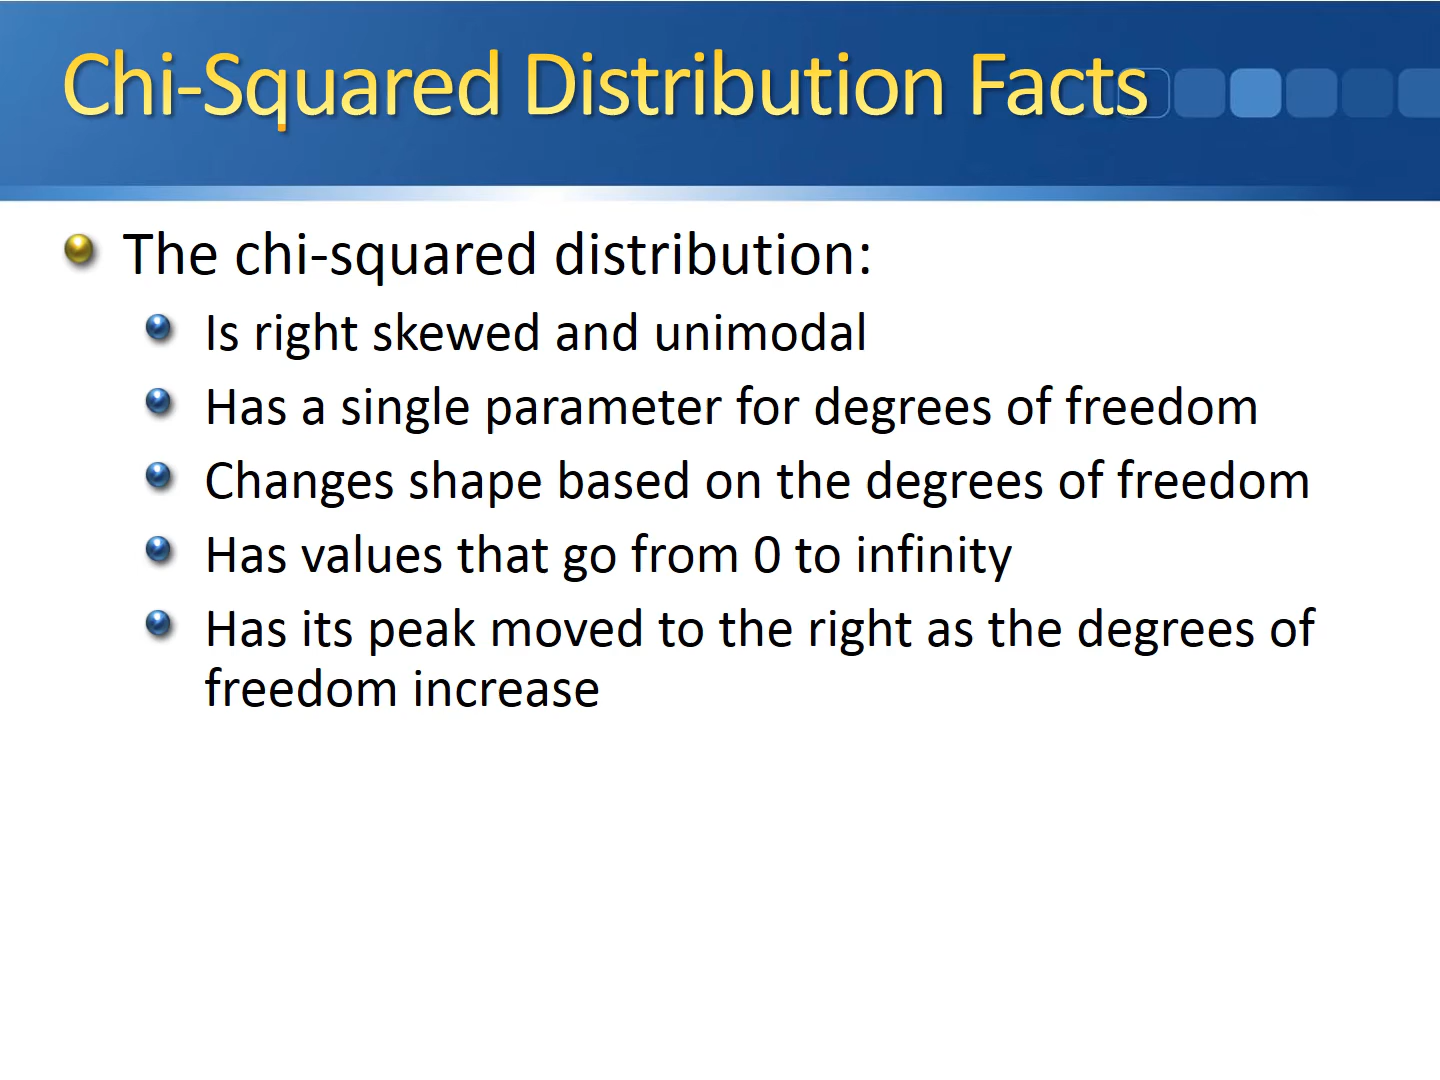 Chi-Squared Distribution Facts
The chi-squared distribution:
Is right skewed and unimodal
Has a single parameter for degrees of freedom
Changes shape based on the degrees of freedom
Has values that go from 0 to infinity
Has its peak moved to the right as the degrees of
freedom increase